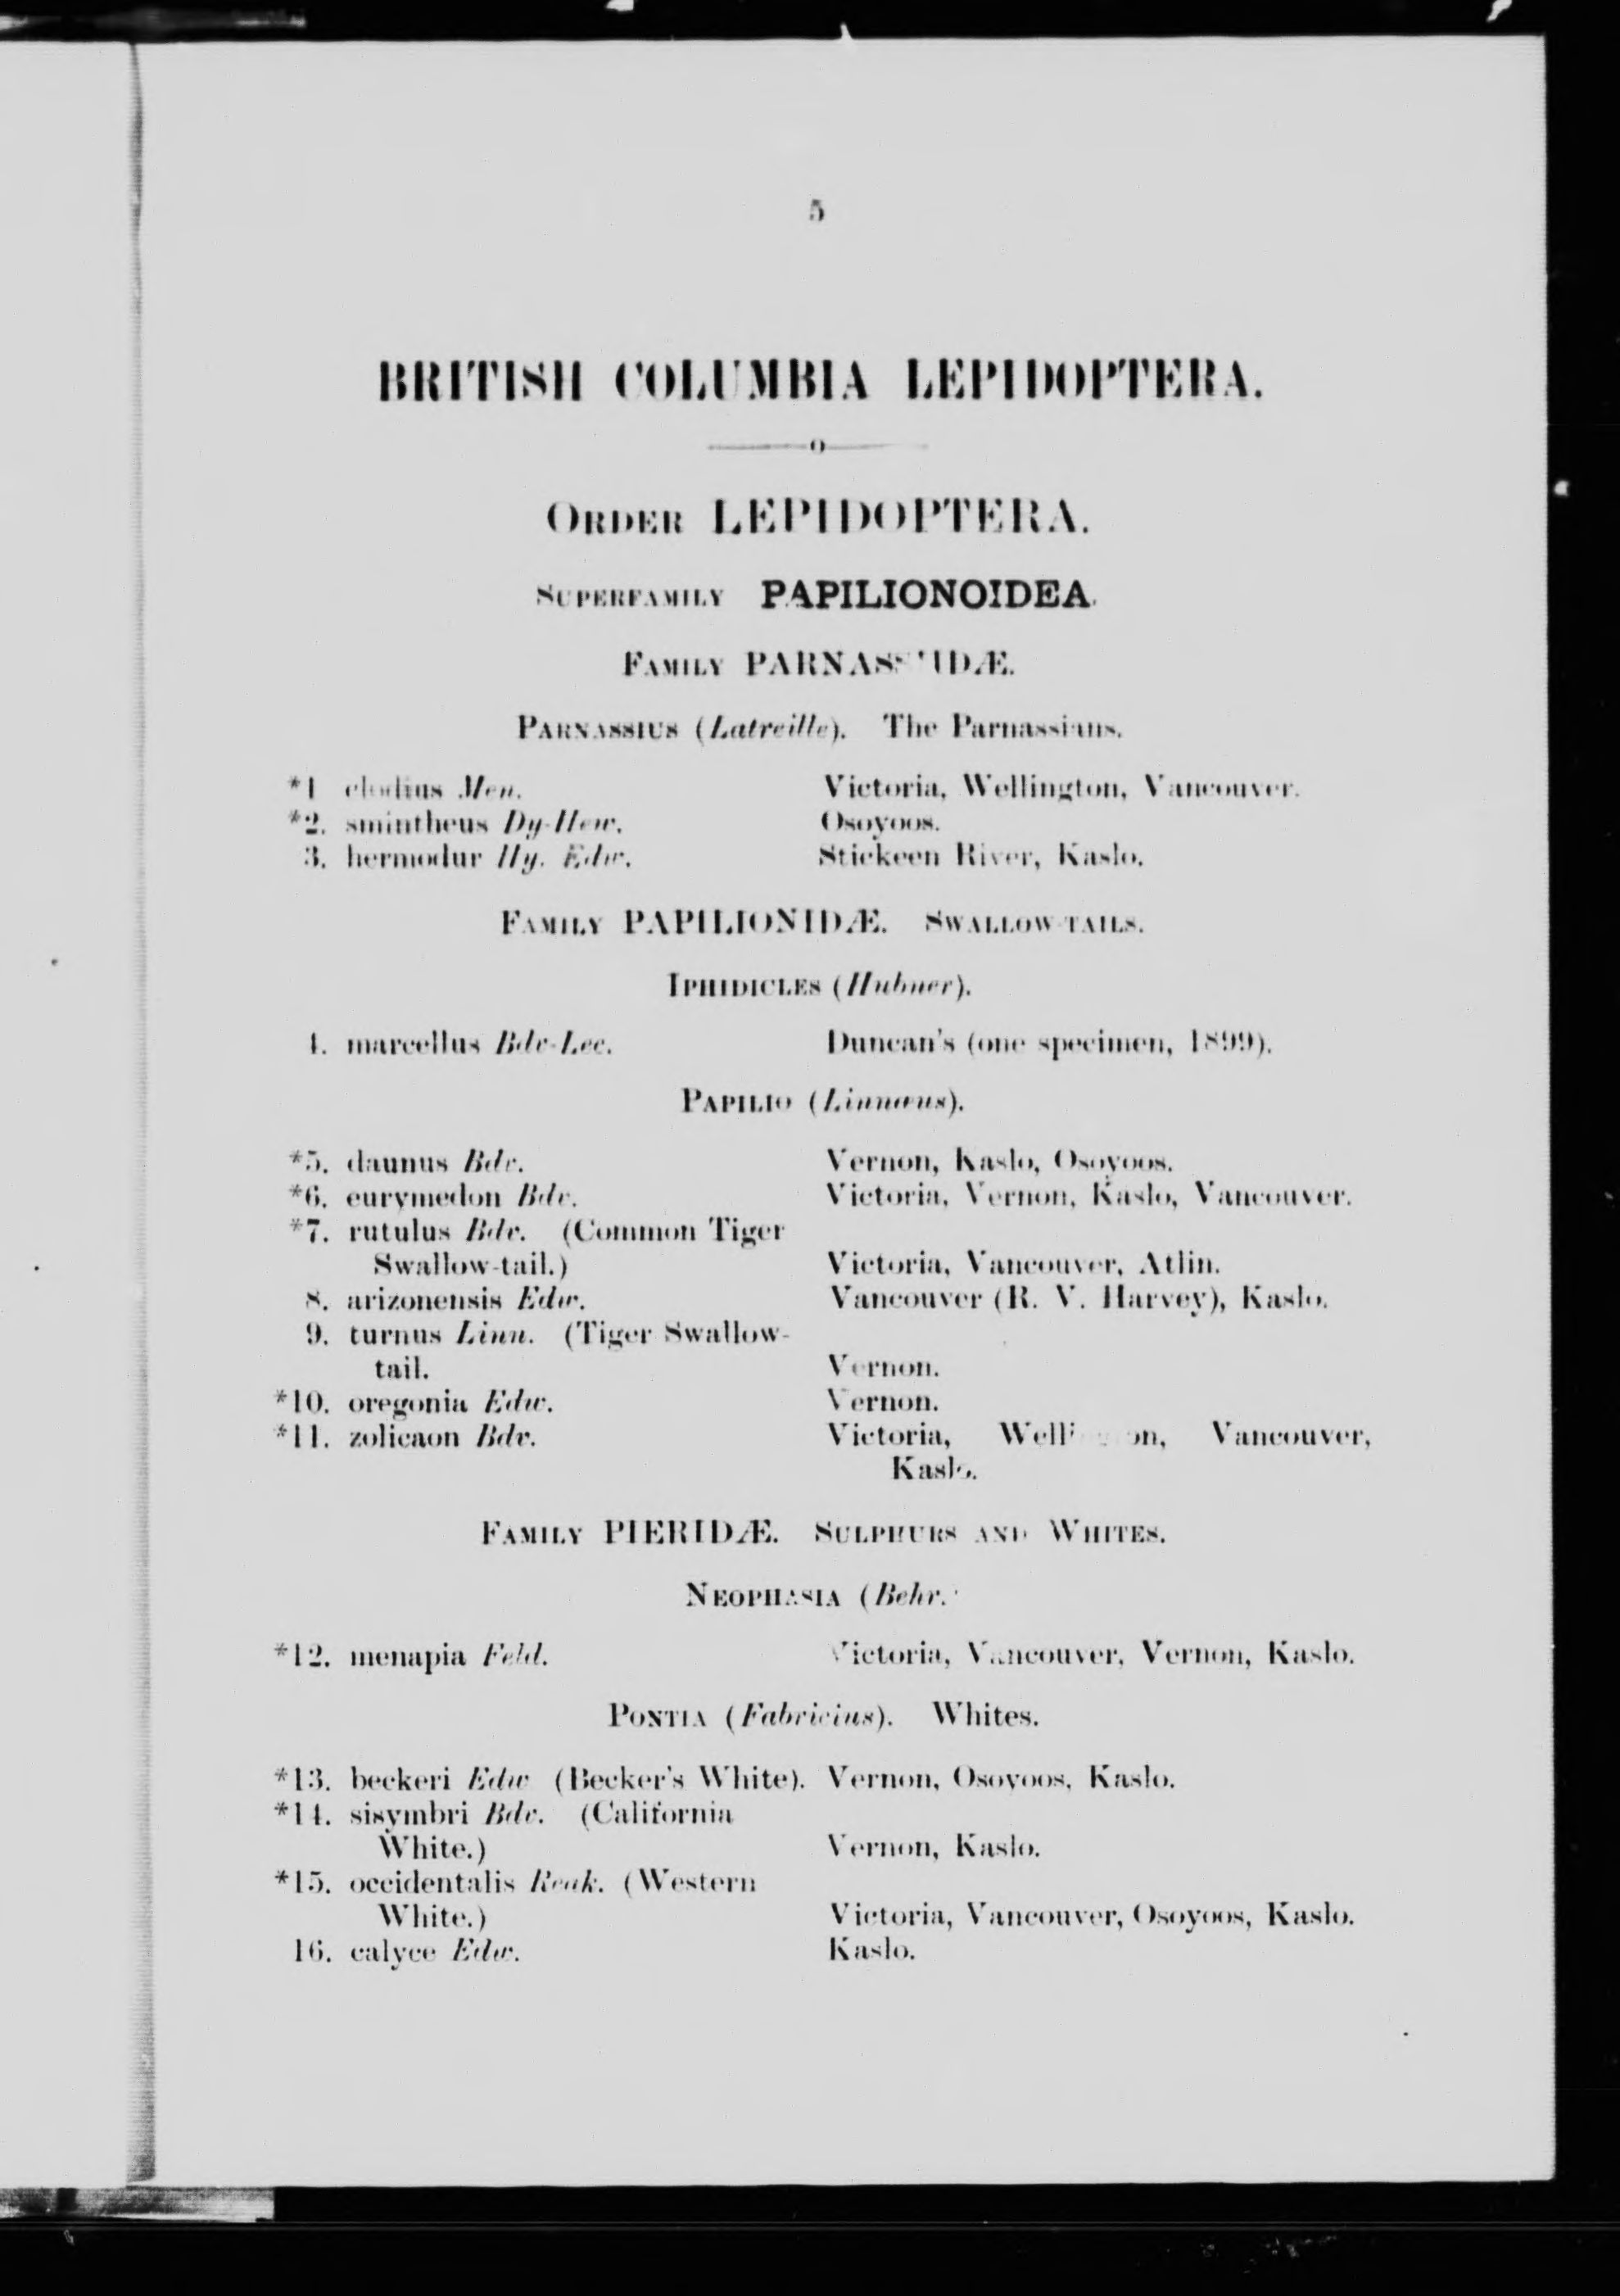 5
BRITISH COLUMBIA LEPIDOPTERA.
ORDER LEPIDOPTERA.
SUPERFAMILY PAPILIONOIDEA.
FAMILY
PARNASSIUS (Latreille). The Parnassians.
*1 clodius Men. Victoria, Wellington, Vancouver.
*2. smintheus Dy-Hew. Osoyoos.
3. hermodur Hy. Edw. Stickeen River, Kaslo.
FAMILY PAPILIONIDÆ. SWALLOW-TAILS.
IPHIDICLES (Hubner).
4. marcellus Bdv-Lec. Duncan's (one specimen, 1899).
PAPILIO (Linnæus).
*5. daunus Bdv. Vernon, Kaslo, Osoyoos.
*6. eurymedon Bdv. Victoria, Vernon, Kaslo, Vancouver.
*7. rutulus Bdv. (Common Tiger
Swallow-tail.) Victoria, Vancouver, Atlin.
8. arizonensis Edw. Vancouver (R. V. Harvey), Kaslo.
9. turnus Linn. (Tiger Swallow-
tail. Vernon.
*10. oregonia Edw. Vernon.
*11. zolicaon Bdv. Victoria, Vancouver,
Kaslo.
FAMILY PIERIDÆ. SULPHURS AND WHITES.
NEOPHASIA (Behr.
*12. menapia Feld. Victoria, Vancouver, Vernon, Kaslo.
PONTIA (Fabricius). Whites.
*13. beckeri Edw (Becker's White). Vernon, Osoyoos, Kaslo.
*14. sisymbri Bdv. (California
White.) Vernon, Kaslo.
*15. occidentalis Reak. (Western
White.) Victoria, Vancouver, Osoyoos, Kaslo.
16. calyce Edw. Kaslo.